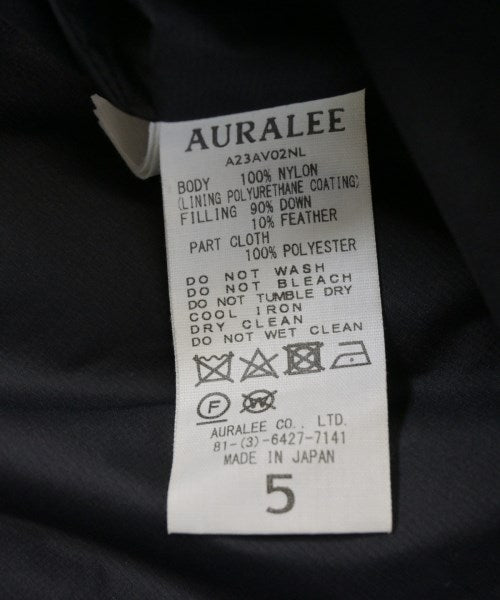 AURALEE
A23AV02NL
BODY 100% NYLON
(LINING POLYURETHANE COATING)
FILLING 90% DOWN
10% FEATHER
PART CLOTH
100% POLYESTER
DO NOT WASH
DO NOT BLEACH
DO NOT TUMBLE DRY
COOL IRON
DRY CLEAN
DO NOT WET CLEAN
F W
AURALEE CO., LTD.
81-(3)-6427-7141
MADE IN JAPAN
5